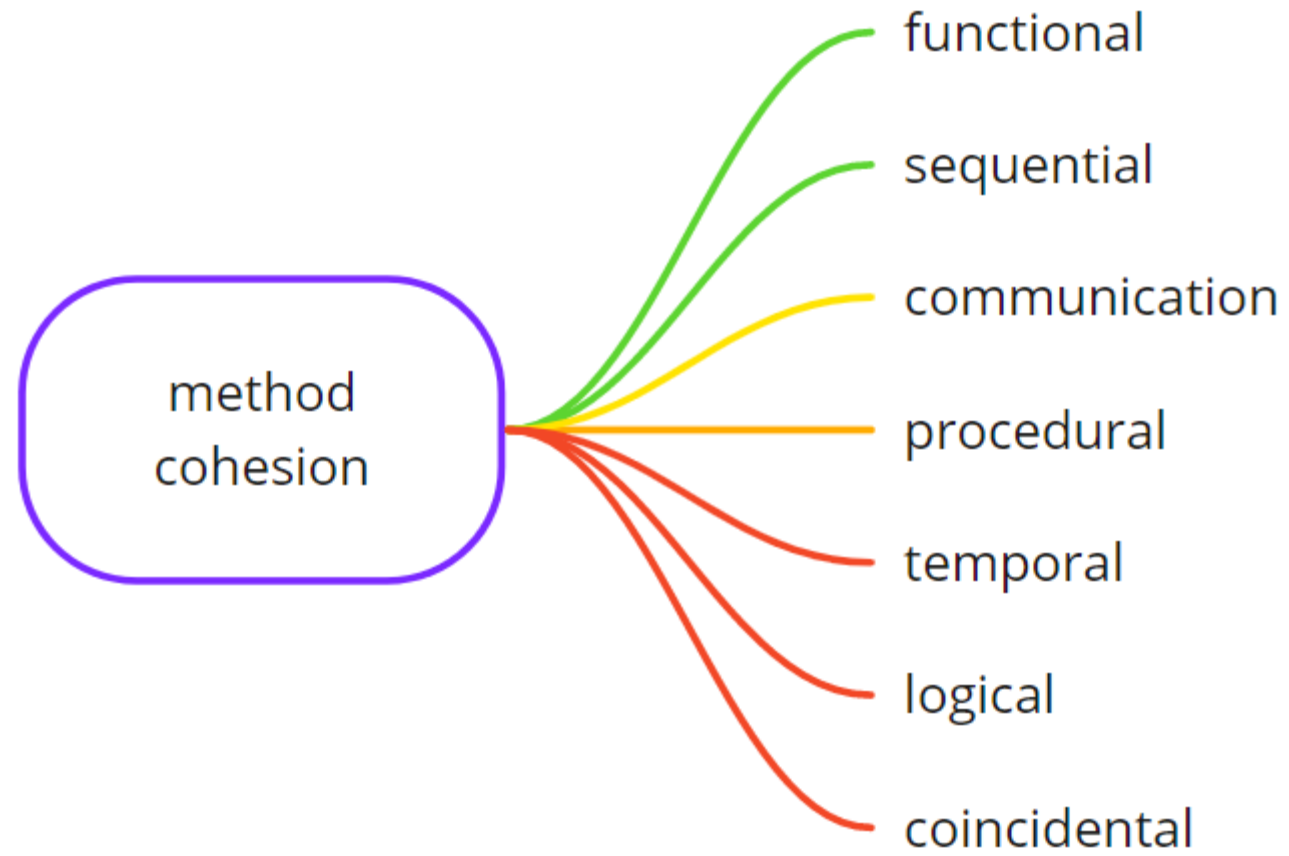 method
cohesion
functional
sequential
communication
procedural
temporal
logical
coincidental